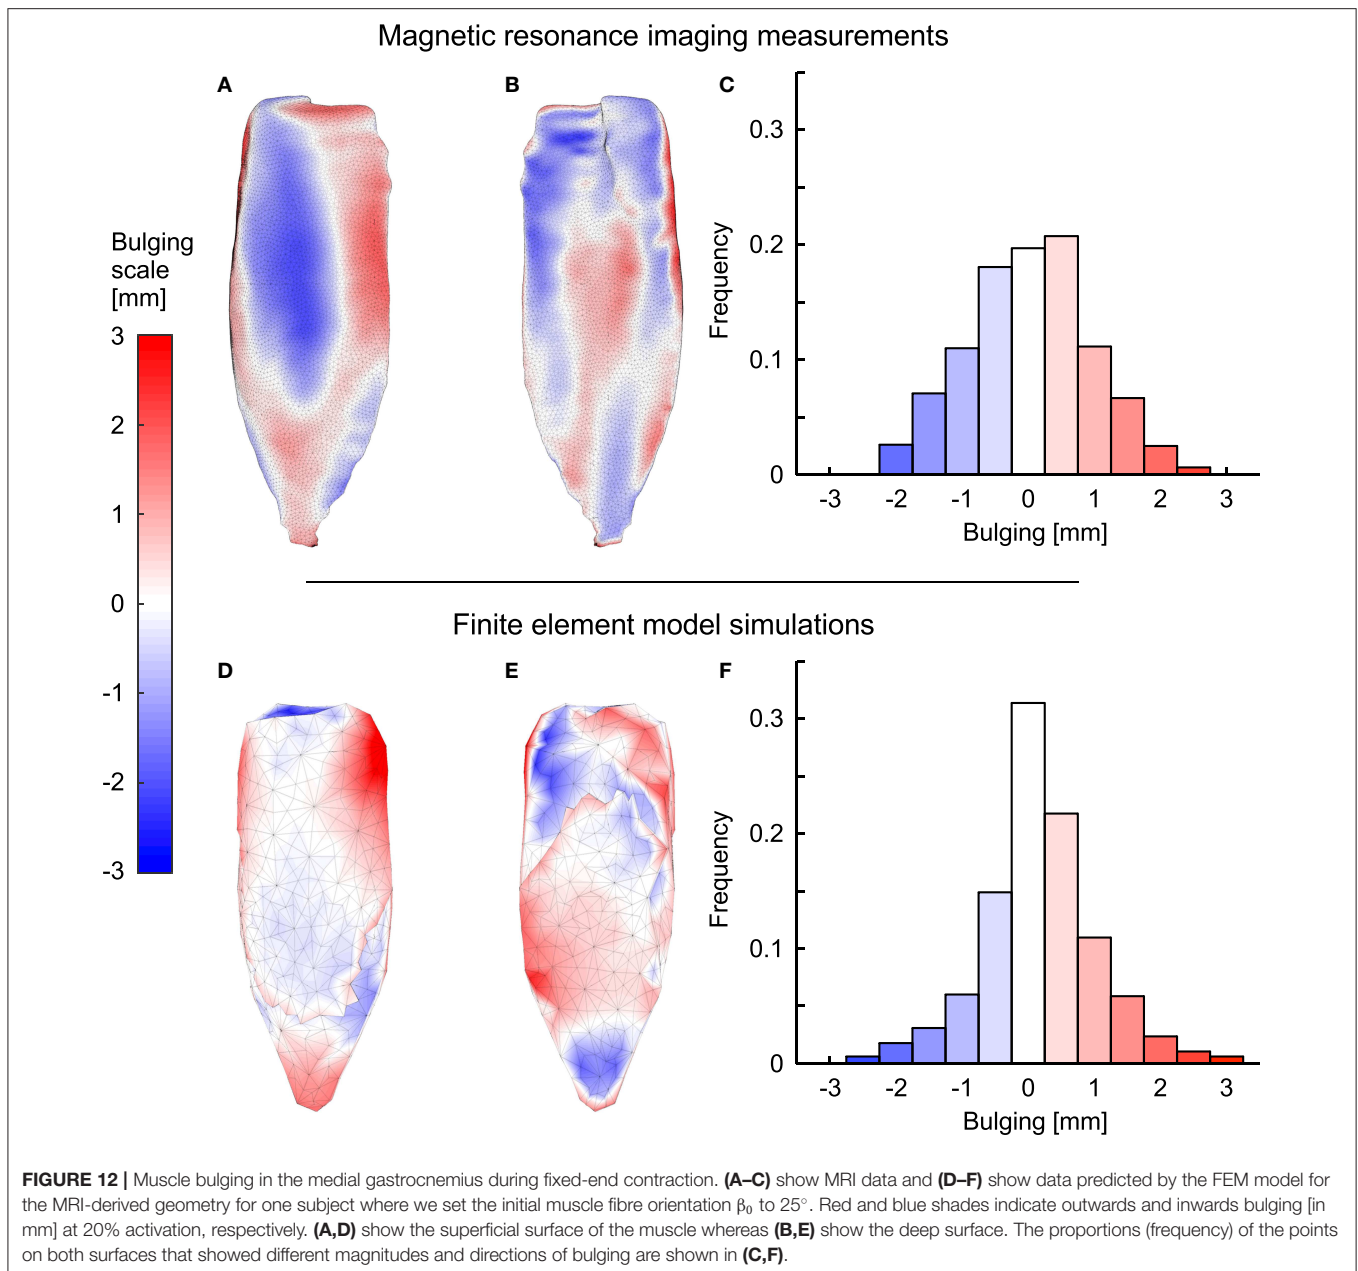 Magnetic resonance imaging measurements
A
B
C
Bulging
scale
[mm]
3
2
1
0
-1
-2
-3
Frequency
0.3
0.2
0.1
0
-3 -2 -1 0 1 2 3
Bulging [mm]
Finite element model simulations
D
E
F
Frequency
0.3
0.2
0.1
0
-3 -2 -1 0 1 2 3
Bulging [mm]
FIGURE 12 | Muscle bulging in the medial gastrocnemius during fixed-end contraction. (A–C) show MRI data and (D–F) show data predicted by the FEM model for
the MRI-derived geometry for one subject where we set the initial muscle fibre orientation β₀ to 25°. Red and blue shades indicate outwards and inwards bulging [in
mm] at 20% activation, respectively. (A,D) show the superficial surface of the muscle whereas (B,E) show the deep surface. The proportions (frequency) of the points
on both surfaces that showed different magnitudes and directions of bulging are shown in (C,F).